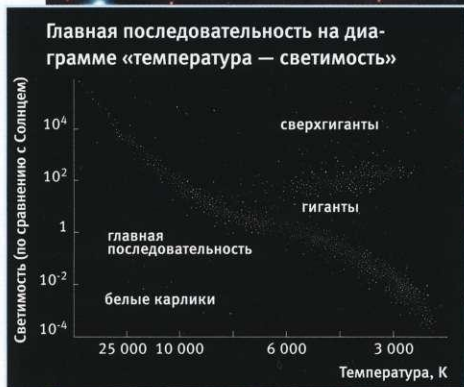 Главная последовательность на диа-
грамме «температура — светимость»
Светимость (по сравнению с Солнцем)
10⁴
сверхгиганты
10²
гиганты
1
главная
последовательность
10⁻²
белые карлики
10⁻⁴
25 000 10 000 6 000 3 000
Температура, К